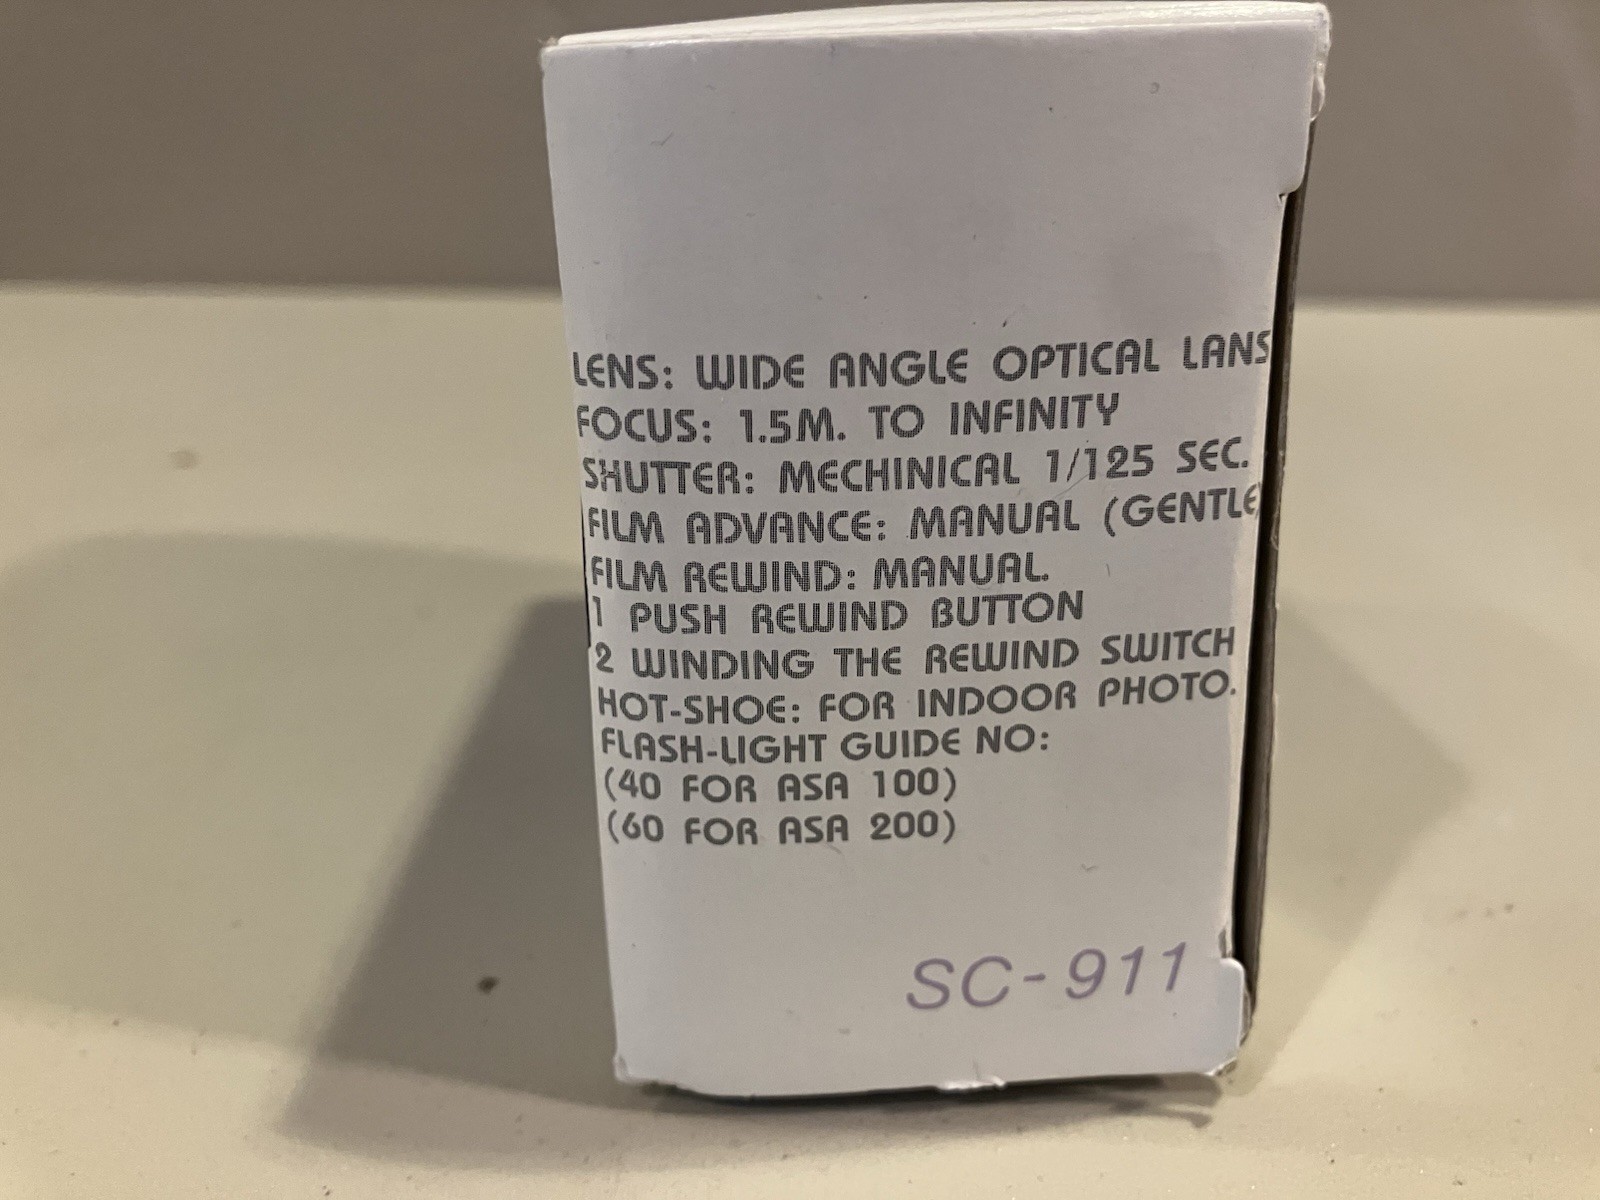 LENS: WIDE ANGLE OPTICAL LANS
FOCUS: 1.5M. TO INFINITY
SHUTTER: MECHINICAL 1/125 SEC.
FILM ADVANCE: MANUAL (GENTLE)
FILM REWIND: MANUAL.
1 PUSH REWIND BUTTON
2 WINDING THE REWIND SWITCH
HOT-SHOE: FOR INDOOR PHOTO.
FLASH-LIGHT GUIDE NO:
(40 FOR ASA 100)
(60 FOR ASA 200)
SC-911